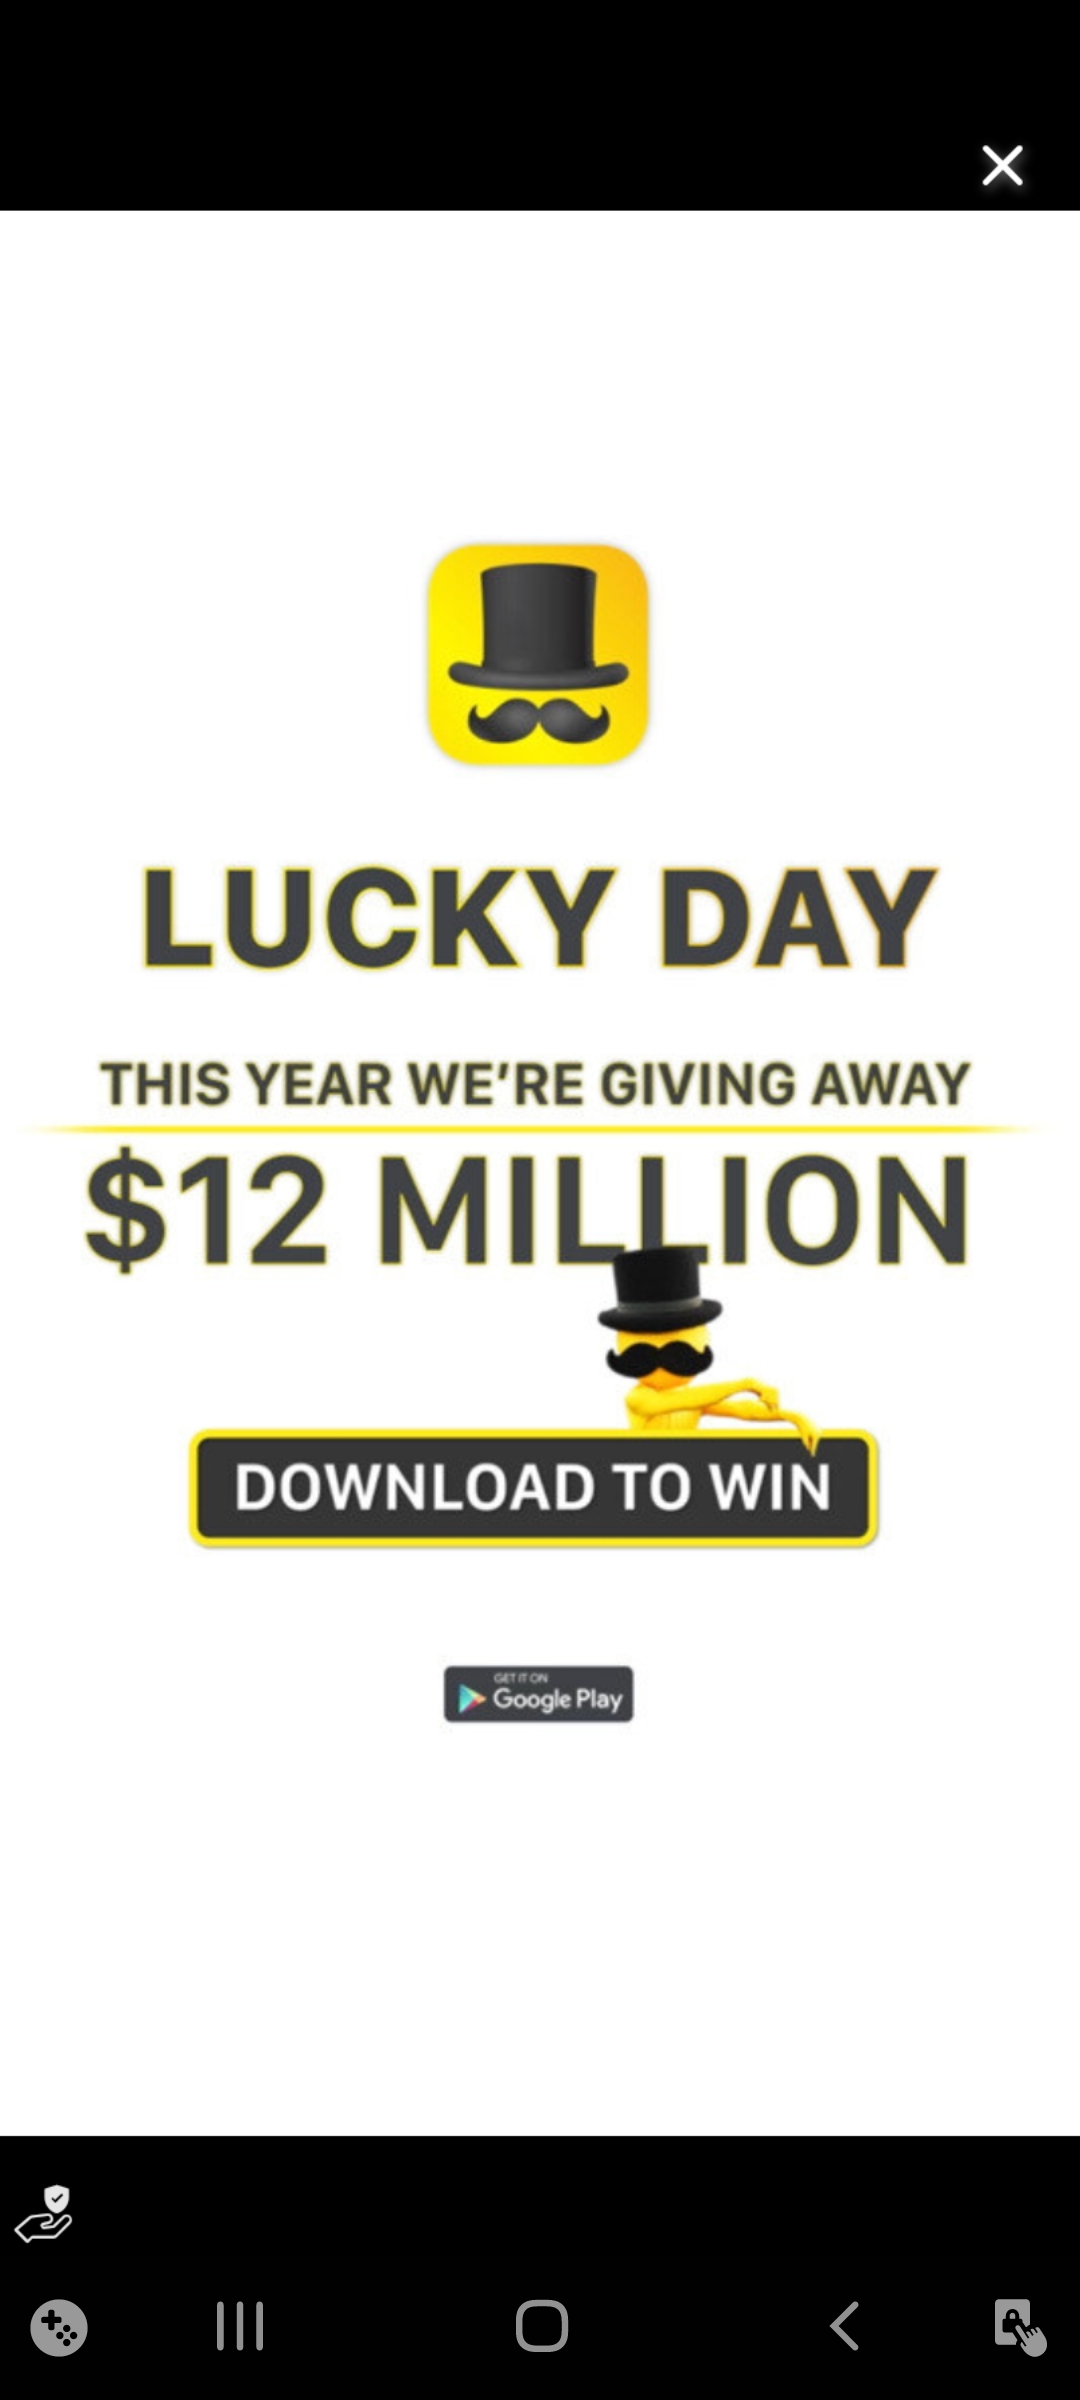 LUCKY DAY
THIS YEAR WE'RE GIVING AWAY
$12 MILLION
DOWNLOAD TO WIN
GET IT ON
Google Play